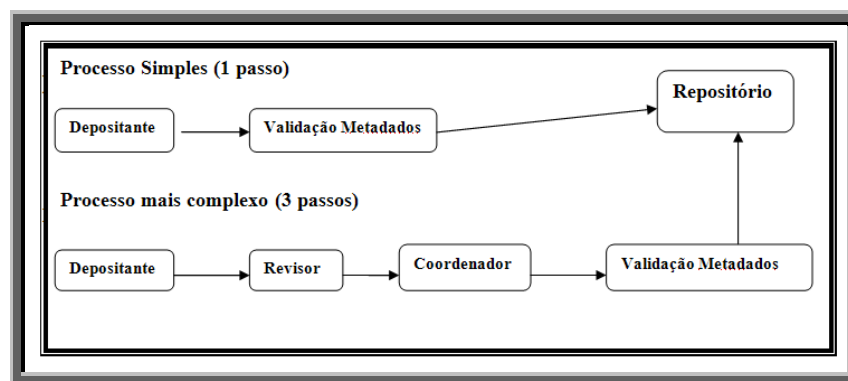 Processo Simples (1 passo)
Repositório
Depositante
Validação Metadados
Processo mais complexo (3 passos)
Depositante
Revisor
Coordenador
Validação Metadados